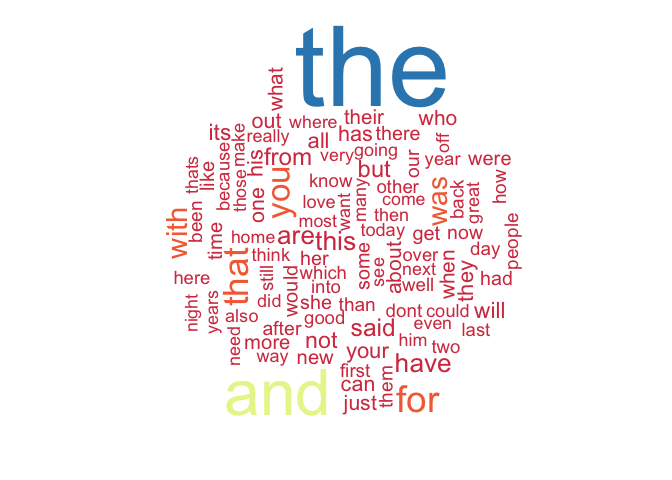 the
what
out where their who
its really all has there off
thats like because those make his from very going but our year were
been one you know love many other come was back great how
with time most want then today get now day people
home are this think her some see about over next well when they had
here that still would which into
night years also did she than dont could will
need after good said even last
more way new not your him two
first have
and can just them for